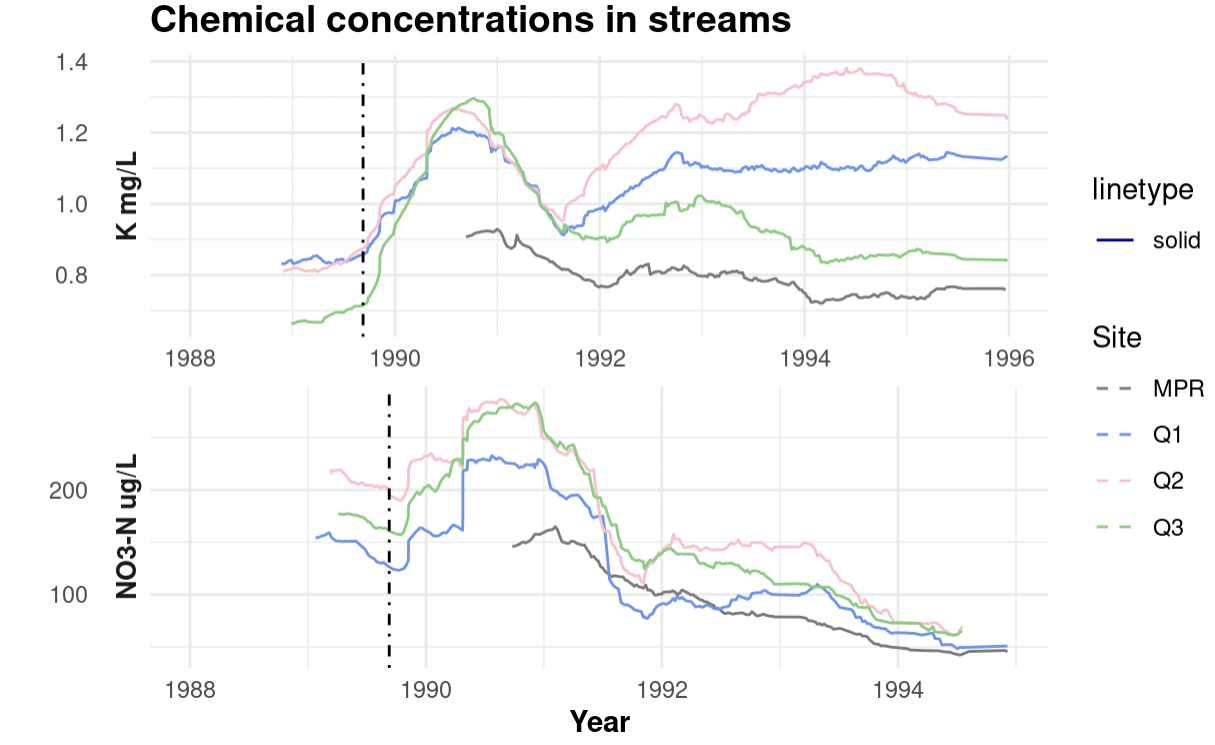 Chemical concentrations in streams
K mg/L
1.4
1.2
1.0
0.8
1988 1990 1992 1994 1996
NO3-N ug/L
200
100
1988 1990 1992 1994
Year
linetype
solid
Site
MPR
Q1
Q2
Q3